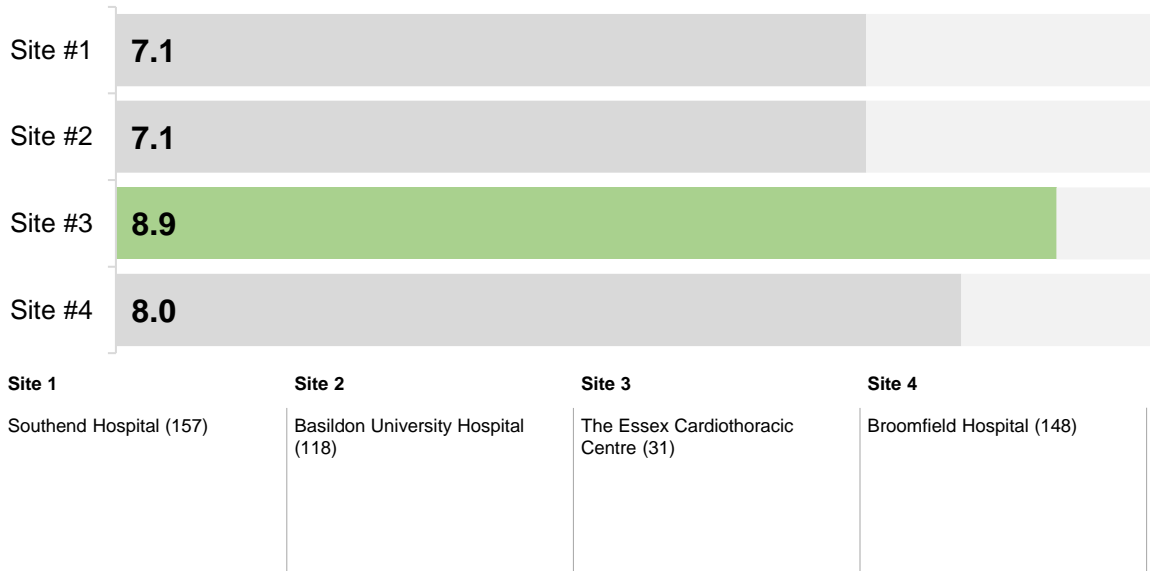 Site #1 7.1
Site #2 7.1
Site #3 8.9
Site #4 8.0
Site 1 Site 2 Site 3 Site 4
Southend Hospital (157)
Basildon University Hospital
(118)
The Essex Cardiothoracic
Centre (31)
Broomfield Hospital (148)